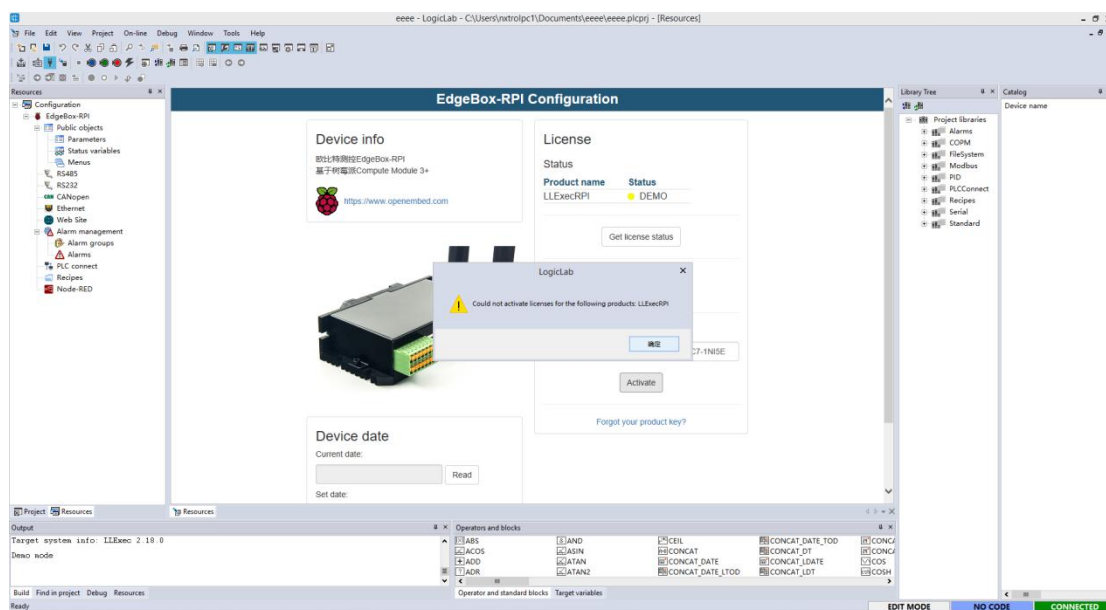 eeee - LogicLab - C:\Users\nxtrolpc1\Documents\eeee\eeee.plcprj - [Resources]
File Edit View Project On-line Debug Window Tools Help
Resources
Configuration
EdgeBox-RPI
Public objects
Parameters
Status variables
Menus
RS485
RS232
CAN CANopen
Ethernet
Web Site
Alarm management
Alarm groups
Alarms
PLC connect
Recipes
Node-RED
Project Resources
EdgeBox-RPI Configuration
Device info
欧比特测控EdgeBox-RPI
基于树莓派Compute Module 3+
https://www.openembed.com
Device date
Current date:
Read
Set date:
License
Status
Product name Status
LLExecRPI DEMO
Get license status
C7-1NI5E
Activate
Forgot your product key?
LogicLab
Could not activate licenses for the following products: LLExecRPI
确定
Resources
Library Tree
Project libraries
Alarms
COPM
FileSystem
Modbus
PID
PLCConnect
Recipes
Serial
Standard
Catalog
Device name
Output
Target system info: LLExec 2.18.0
Demo mode
Build Find in project Debug Resources
Operators and blocks
ABS AND CEIL CONCAT_DATE_TOD CONCA
ACOS ASIN CONCAT CONCAT_DT CONCA
ADD ATAN CONCAT_DATE CONCAT_LDATE COS
ADR ATAN2 CONCAT_DATE_LTOD CONCAT_LDT COSH
Operator and standard blocks Target variables
Ready
EDIT MODE NO CODE CONNECTED